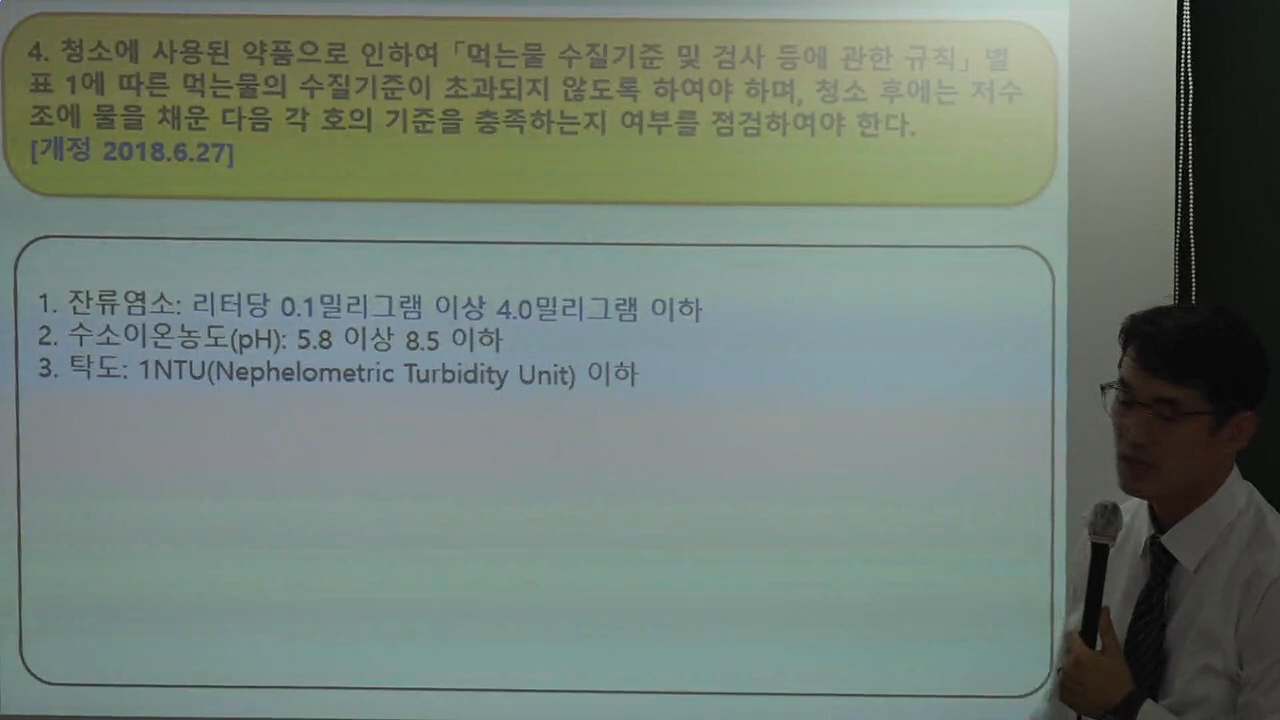 4. 청소에 사용된 약품으로 인하여 「먹는물 수질기준 및 검사 등에 관한 규칙」 별
표 1에 따른 먹는물의 수질기준이 초과되지 않도록 하여야 하며, 청소 후에는 저수
조에 물을 채운 다음 각 호의 기준을 충족하는지 여부를 점검하여야 한다.
[개정 2018.6.27]
1. 잔류염소: 리터당 0.1밀리그램 이상 4.0밀리그램 이하
2. 수소이온농도(pH): 5.8 이상 8.5 이하
3. 탁도: 1NTU(Nephelometric Turbidity Unit) 이하